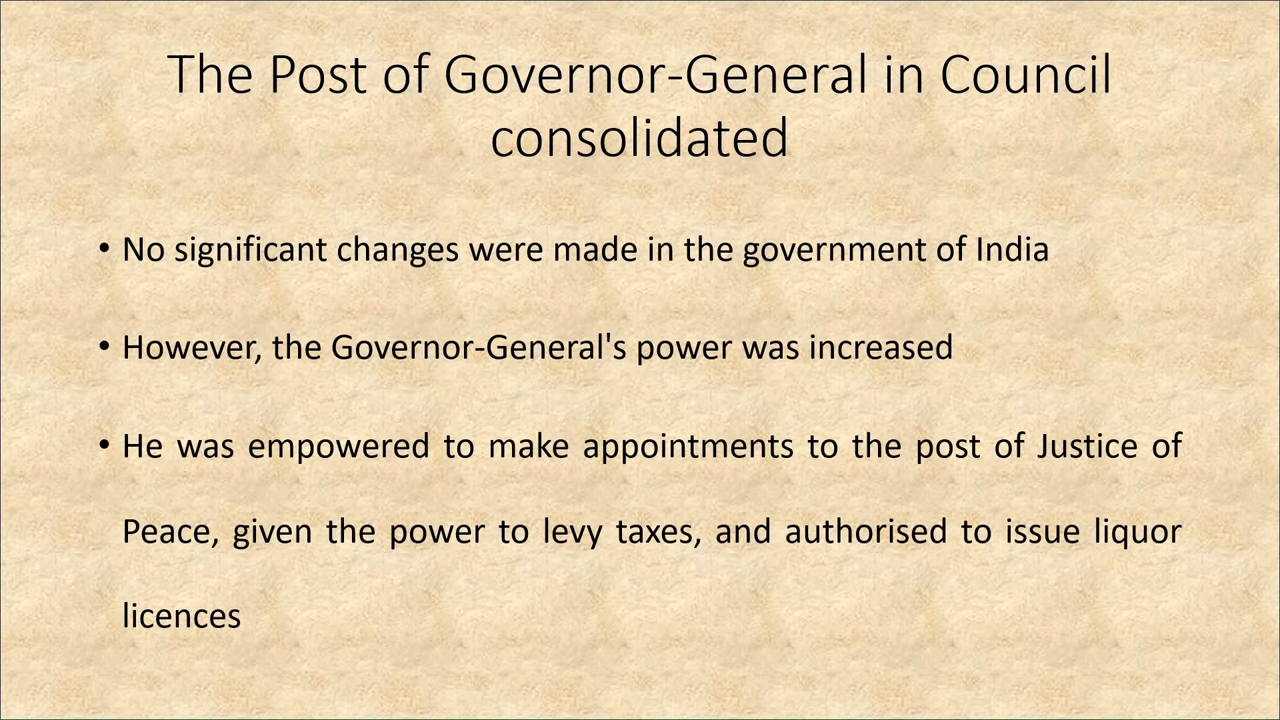 The Post of Governor-General in Council
consolidated
• No significant changes were made in the government of India
• However, the Governor-General's power was increased
• He was empowered to make appointments to the post of Justice of
Peace, given the power to levy taxes, and authorised to issue liquor
licences